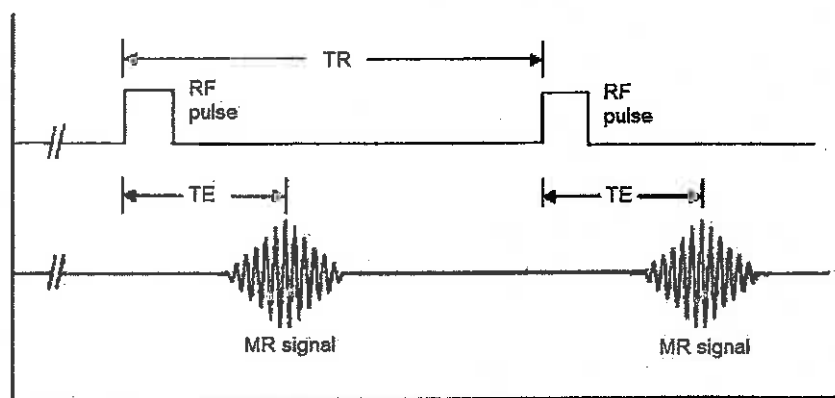 TR
RF
pulse
RF
pulse
TE
TE
MR signal
MR signal